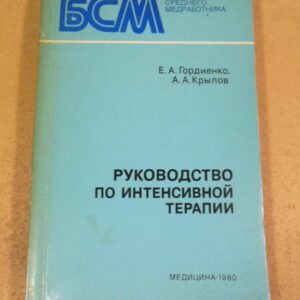 БСМ
СРЕДНЕГО
МЕДРАБОТНИКА
Е. А. Гордиенко,
А. А. Крылов
РУКОВОДСТВО
ПО ИНТЕНСИВНОЙ
ТЕРАПИИ
МЕДИЦИНА·1980